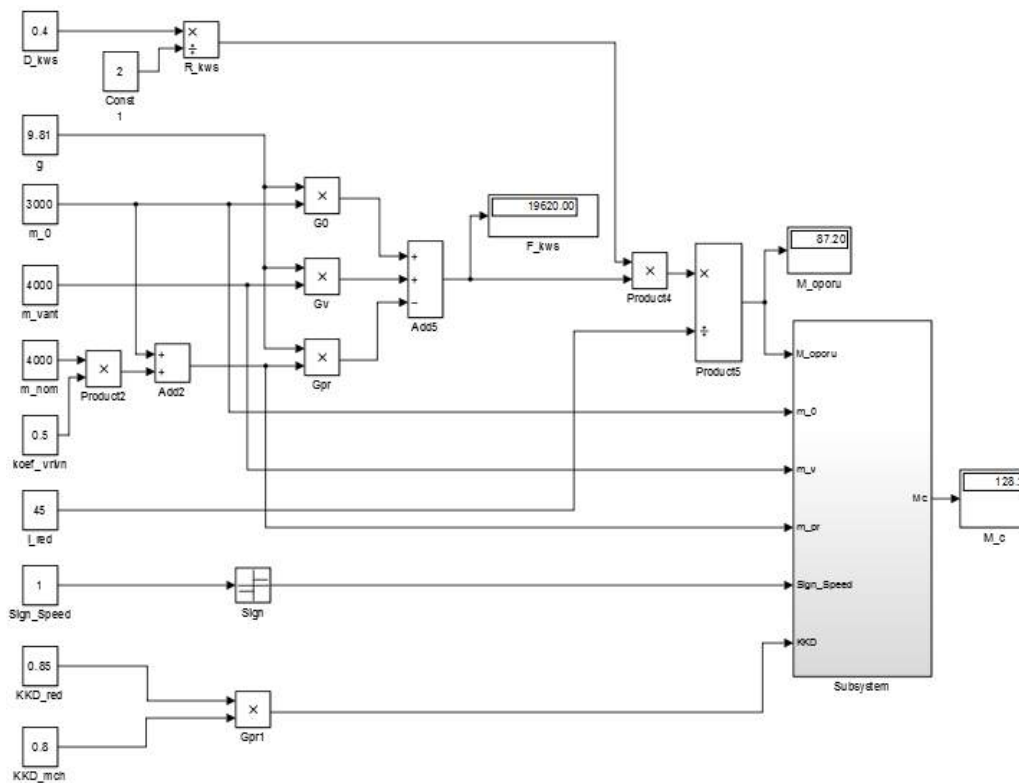 0.4
D_kws
×
÷
R_kws
2
Const
1
9.81
g
3000
m_0
×
G0
19620.00
F_kws
87.20
M_oporu
4000
m_vant
×
Gv
+
+
−
Add5
×
Product4
×
÷
Product5
4000
m_nom
×
Product2
+
+
Add2
×
Gpr
M_oporu
m_0
0.5
m_v
45
m_pr
Mc
128.
M_c
1
Sign_Speed
Sign
Sign_Speed
0.85
KKD_red
KKD
Subsystem
×
Gpr1
0.8
KKD_mch